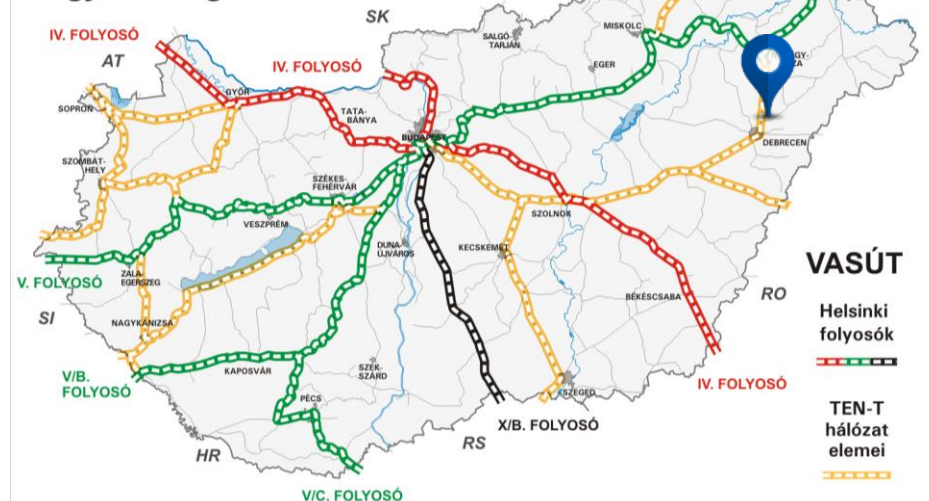 SK
IV. FOLYOSÓ
AT
IV. FOLYOSÓ
SALGÓ-
TARJÁN
MISKOLC
EGER
GYŐR
SOPRON
TATA-
BÁNYA
BUDAPEST
DEBRECEN
SZOMBAT-
HELY
SZÉKES-
FEHÉRVÁR
VESZPRÉM
SZOLNOK
DUNA-
ÚJVÁROS
KECSKEMÉT
V. FOLYOSÓ
ZALA-
EGERSZEG
SI
NAGYKANIZSA
BÉKÉSCSABA
RO
VASÚT
Helsinki
folyosók
V/B.
FOLYOSÓ
KAPOSVÁR
SZEK-
SZÁRD
PÉCS
SZEGED
IV. FOLYOSÓ
X/B. FOLYOSÓ
TEN-T
hálózat
elemei
HR
RS
V/C. FOLYOSÓ